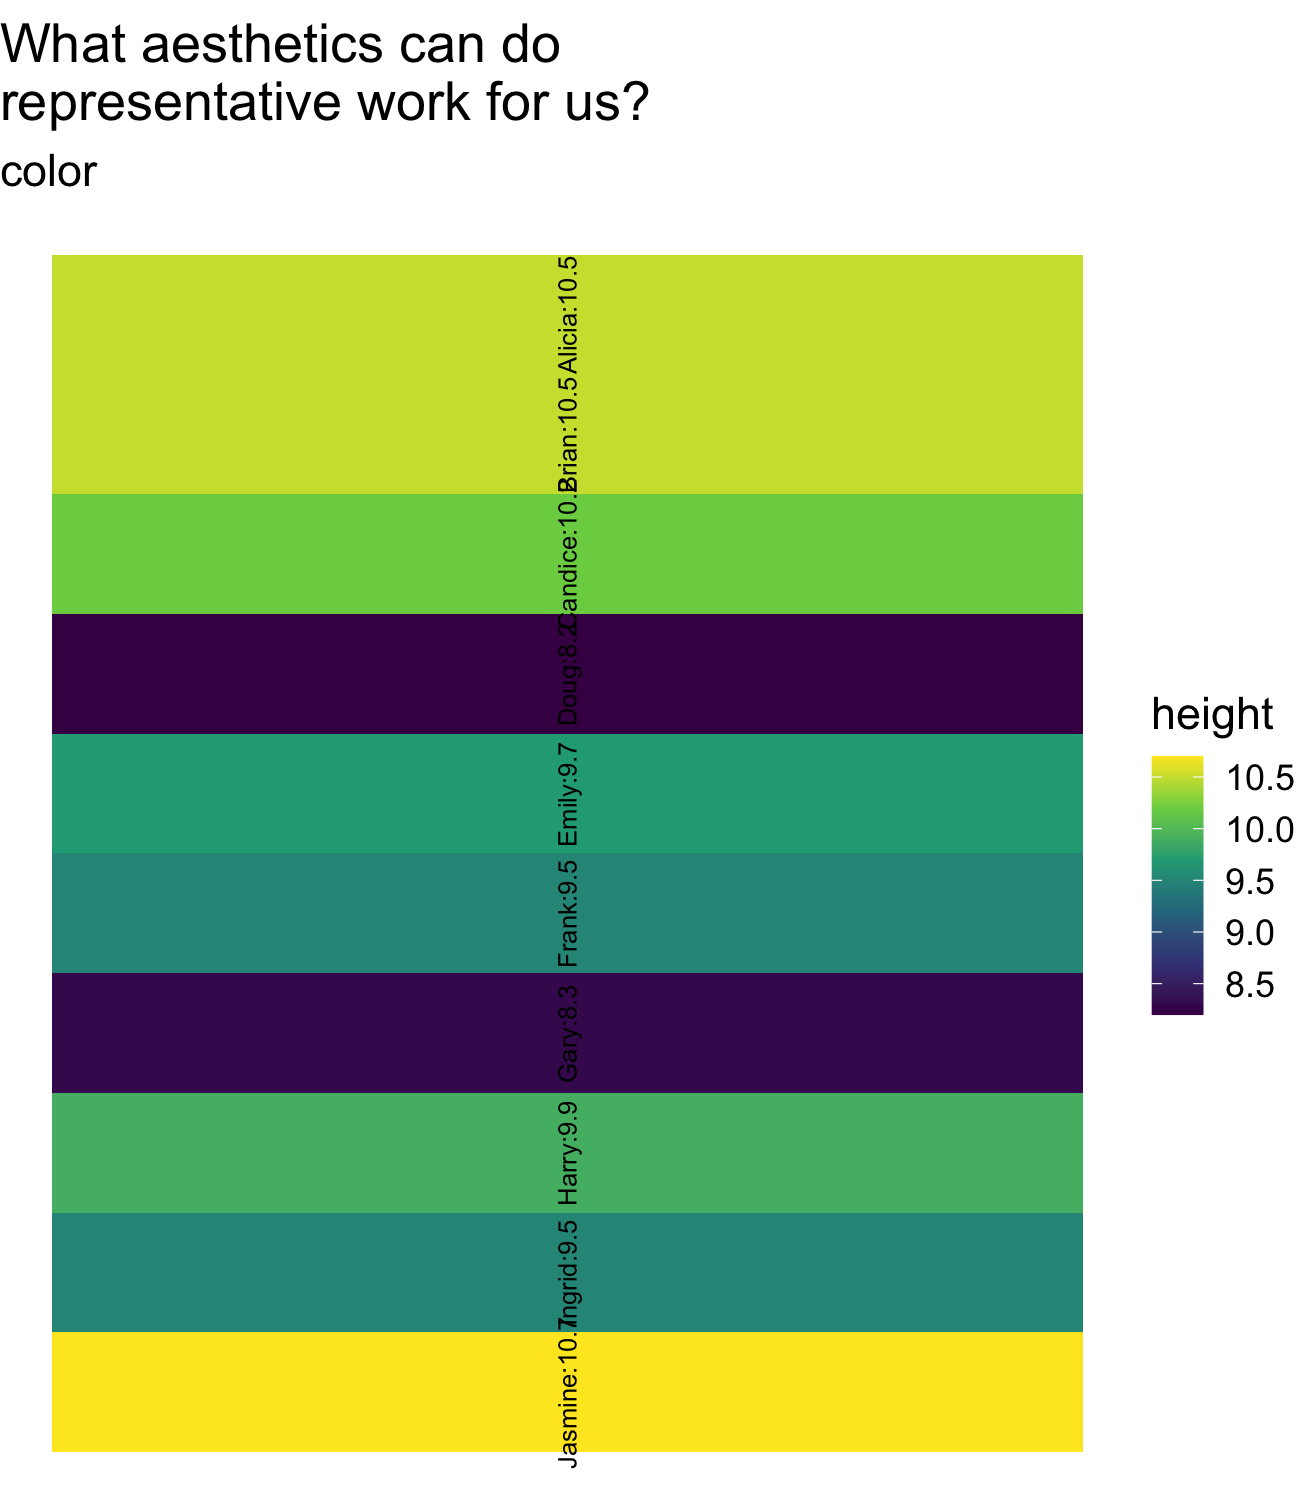 What aesthetics can do
representative work for us?
color
Alicia:10.5
Brian:10.5
Candice:10.2
Doug:8.2
Emily:9.7
Frank:9.5
Gary:8.3
Harry:9.9
Ingrid:9.5
Jasmine:10.7
height
10.5
10.0
9.5
9.0
8.5